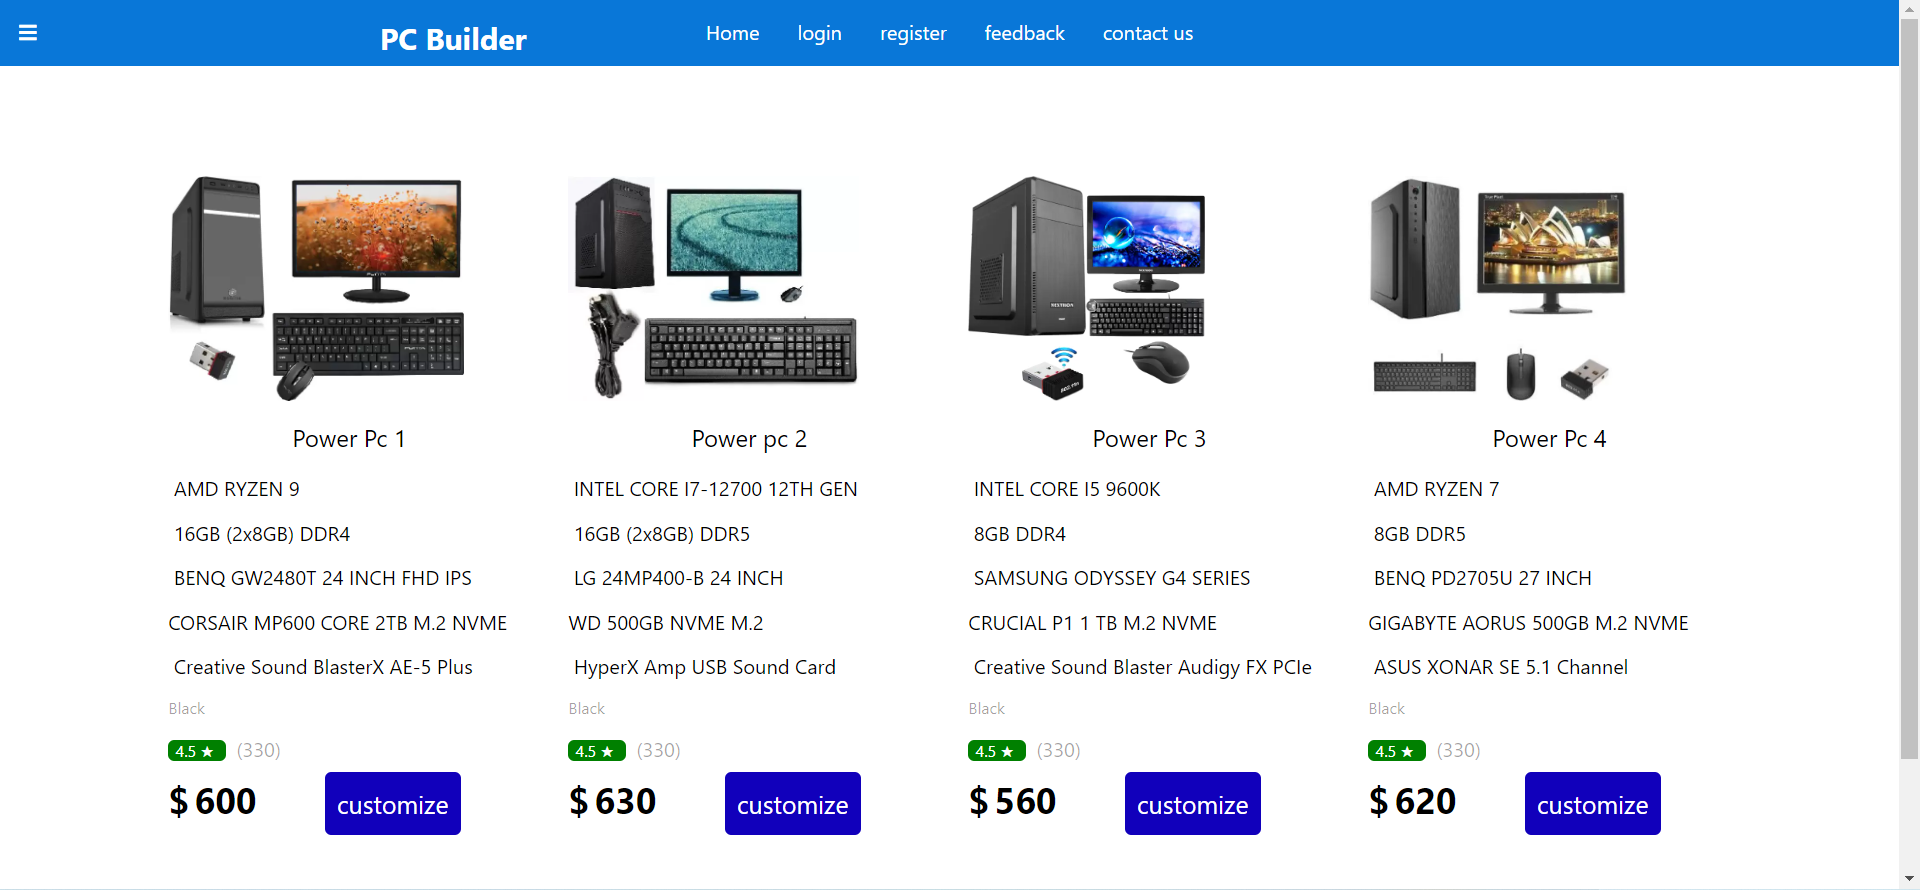 PC Builder
Home login register feedback contact us
Power Pc 1
AMD RYZEN 9
16GB (2x8GB) DDR4
BENQ GW2480T 24 INCH FHD IPS
CORSAIR MP600 CORE 2TB M.2 NVME
Creative Sound BlasterX AE-5 Plus
Black
4.5 ★ (330)
$ 600 customize
Power pc 2
INTEL CORE I7-12700 12TH GEN
16GB (2x8GB) DDR5
LG 24MP400-B 24 INCH
WD 500GB NVME M.2
HyperX Amp USB Sound Card
Black
4.5 ★ (330)
$ 630 customize
Power Pc 3
INTEL CORE I5 9600K
8GB DDR4
SAMSUNG ODYSSEY G4 SERIES
CRUCIAL P1 1 TB M.2 NVME
Creative Sound Blaster Audigy FX PCIe
Black
4.5 ★ (330)
$ 560 customize
Power Pc 4
AMD RYZEN 7
8GB DDR5
BENQ PD2705U 27 INCH
GIGABYTE AORUS 500GB M.2 NVME
ASUS XONAR SE 5.1 Channel
Black
4.5 ★ (330)
$ 620 customize